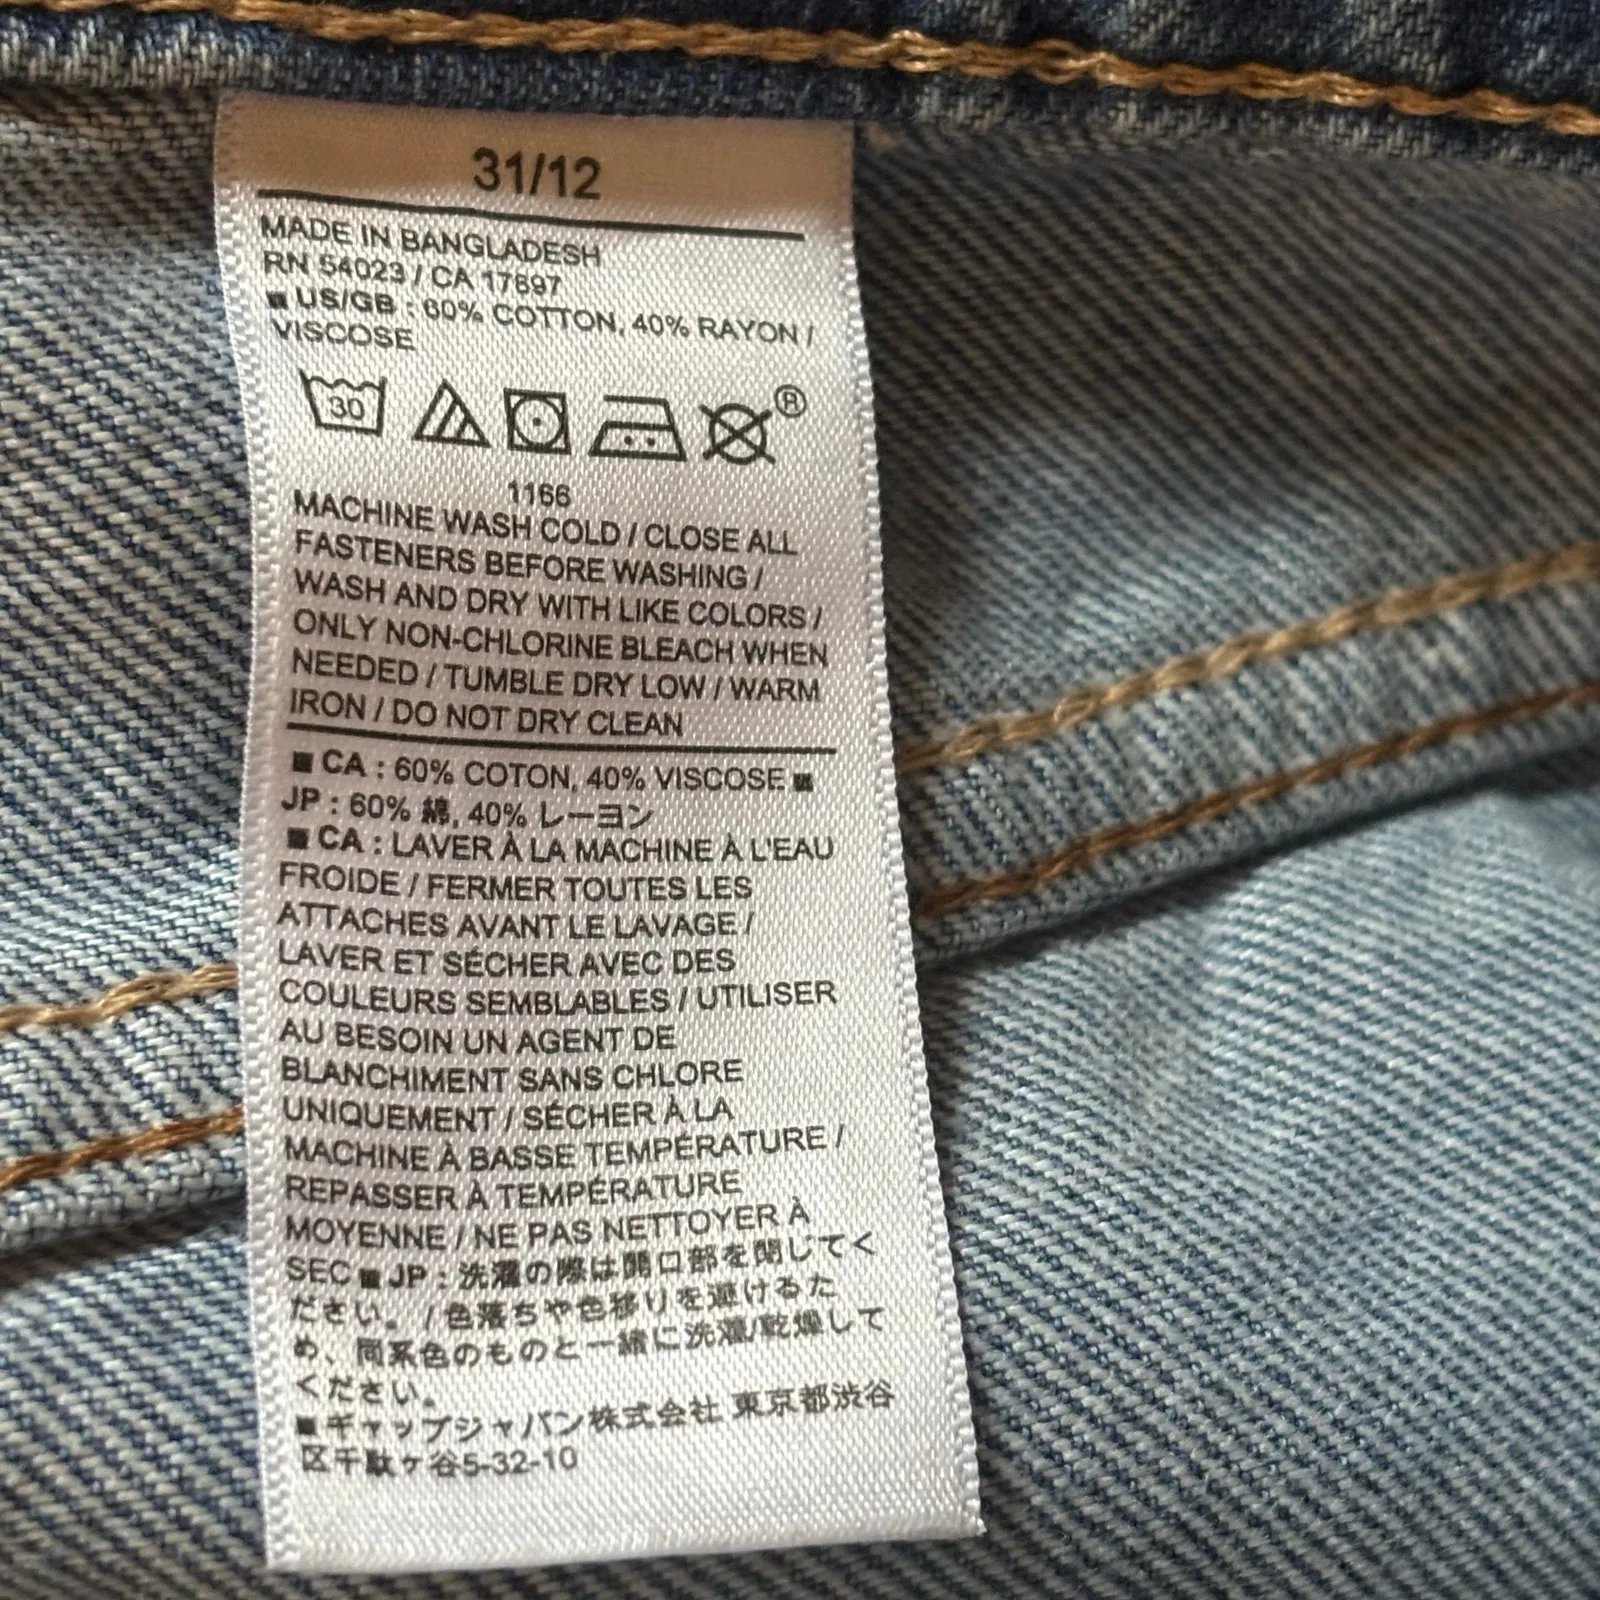 31/12
MADE IN BANGLADESH
RN 54023 / CA 17897
■ US/GB : 60% COTTON, 40% RAYON /
VISCOSE
30
®
1166
MACHINE WASH COLD / CLOSE ALL
FASTENERS BEFORE WASHING /
WASH AND DRY WITH LIKE COLORS /
ONLY NON-CHLORINE BLEACH WHEN
NEEDED / TUMBLE DRY LOW / WARM
IRON / DO NOT DRY CLEAN
■ CA : 60% COTON, 40% VISCOSE ■
JP : 60% 綿, 40% レーヨン
■ CA : LAVER À LA MACHINE À L'EAU
FROIDE / FERMER TOUTES LES
ATTACHES AVANT LE LAVAGE /
LAVER ET SÉCHER AVEC DES
COULEURS SEMBLABLES / UTILISER
AU BESOIN UN AGENT DE
BLANCHIMENT SANS CHLORE
UNIQUEMENT / SÉCHER À LA
MACHINE À BASSE TEMPÉRATURE /
REPASSER À TEMPÉRATURE
MOYENNE / NE PAS NETTOYER À
SEC ■ JP : 洗濯の際は開口部を閉じてく
ださい。 / 色落ちや色移りを避けるた
め、同系色のものと一緒に洗濯/乾燥して
ください。
■ ギャップジャパン株式会社 東京都渋谷
区千駄ヶ谷5-32-10